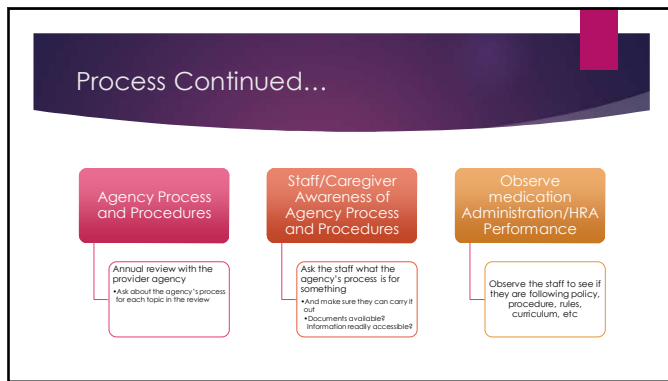 Process Continued...
Agency Process
and Procedures
Annual review with the
provider agency
•Ask about the agency's process
for each topic in the review
Staff/Caregiver
Awareness of
Agency Process
and Procedures
Ask the staff what the
agency's process is for
something
•And make sure they can carry it
out
•Documents available?
Information readily accessible?
Observe
medication
Administration/HRA
Performance
Observe the staff to see if
they are following policy,
procedure, rules,
curriculum, etc